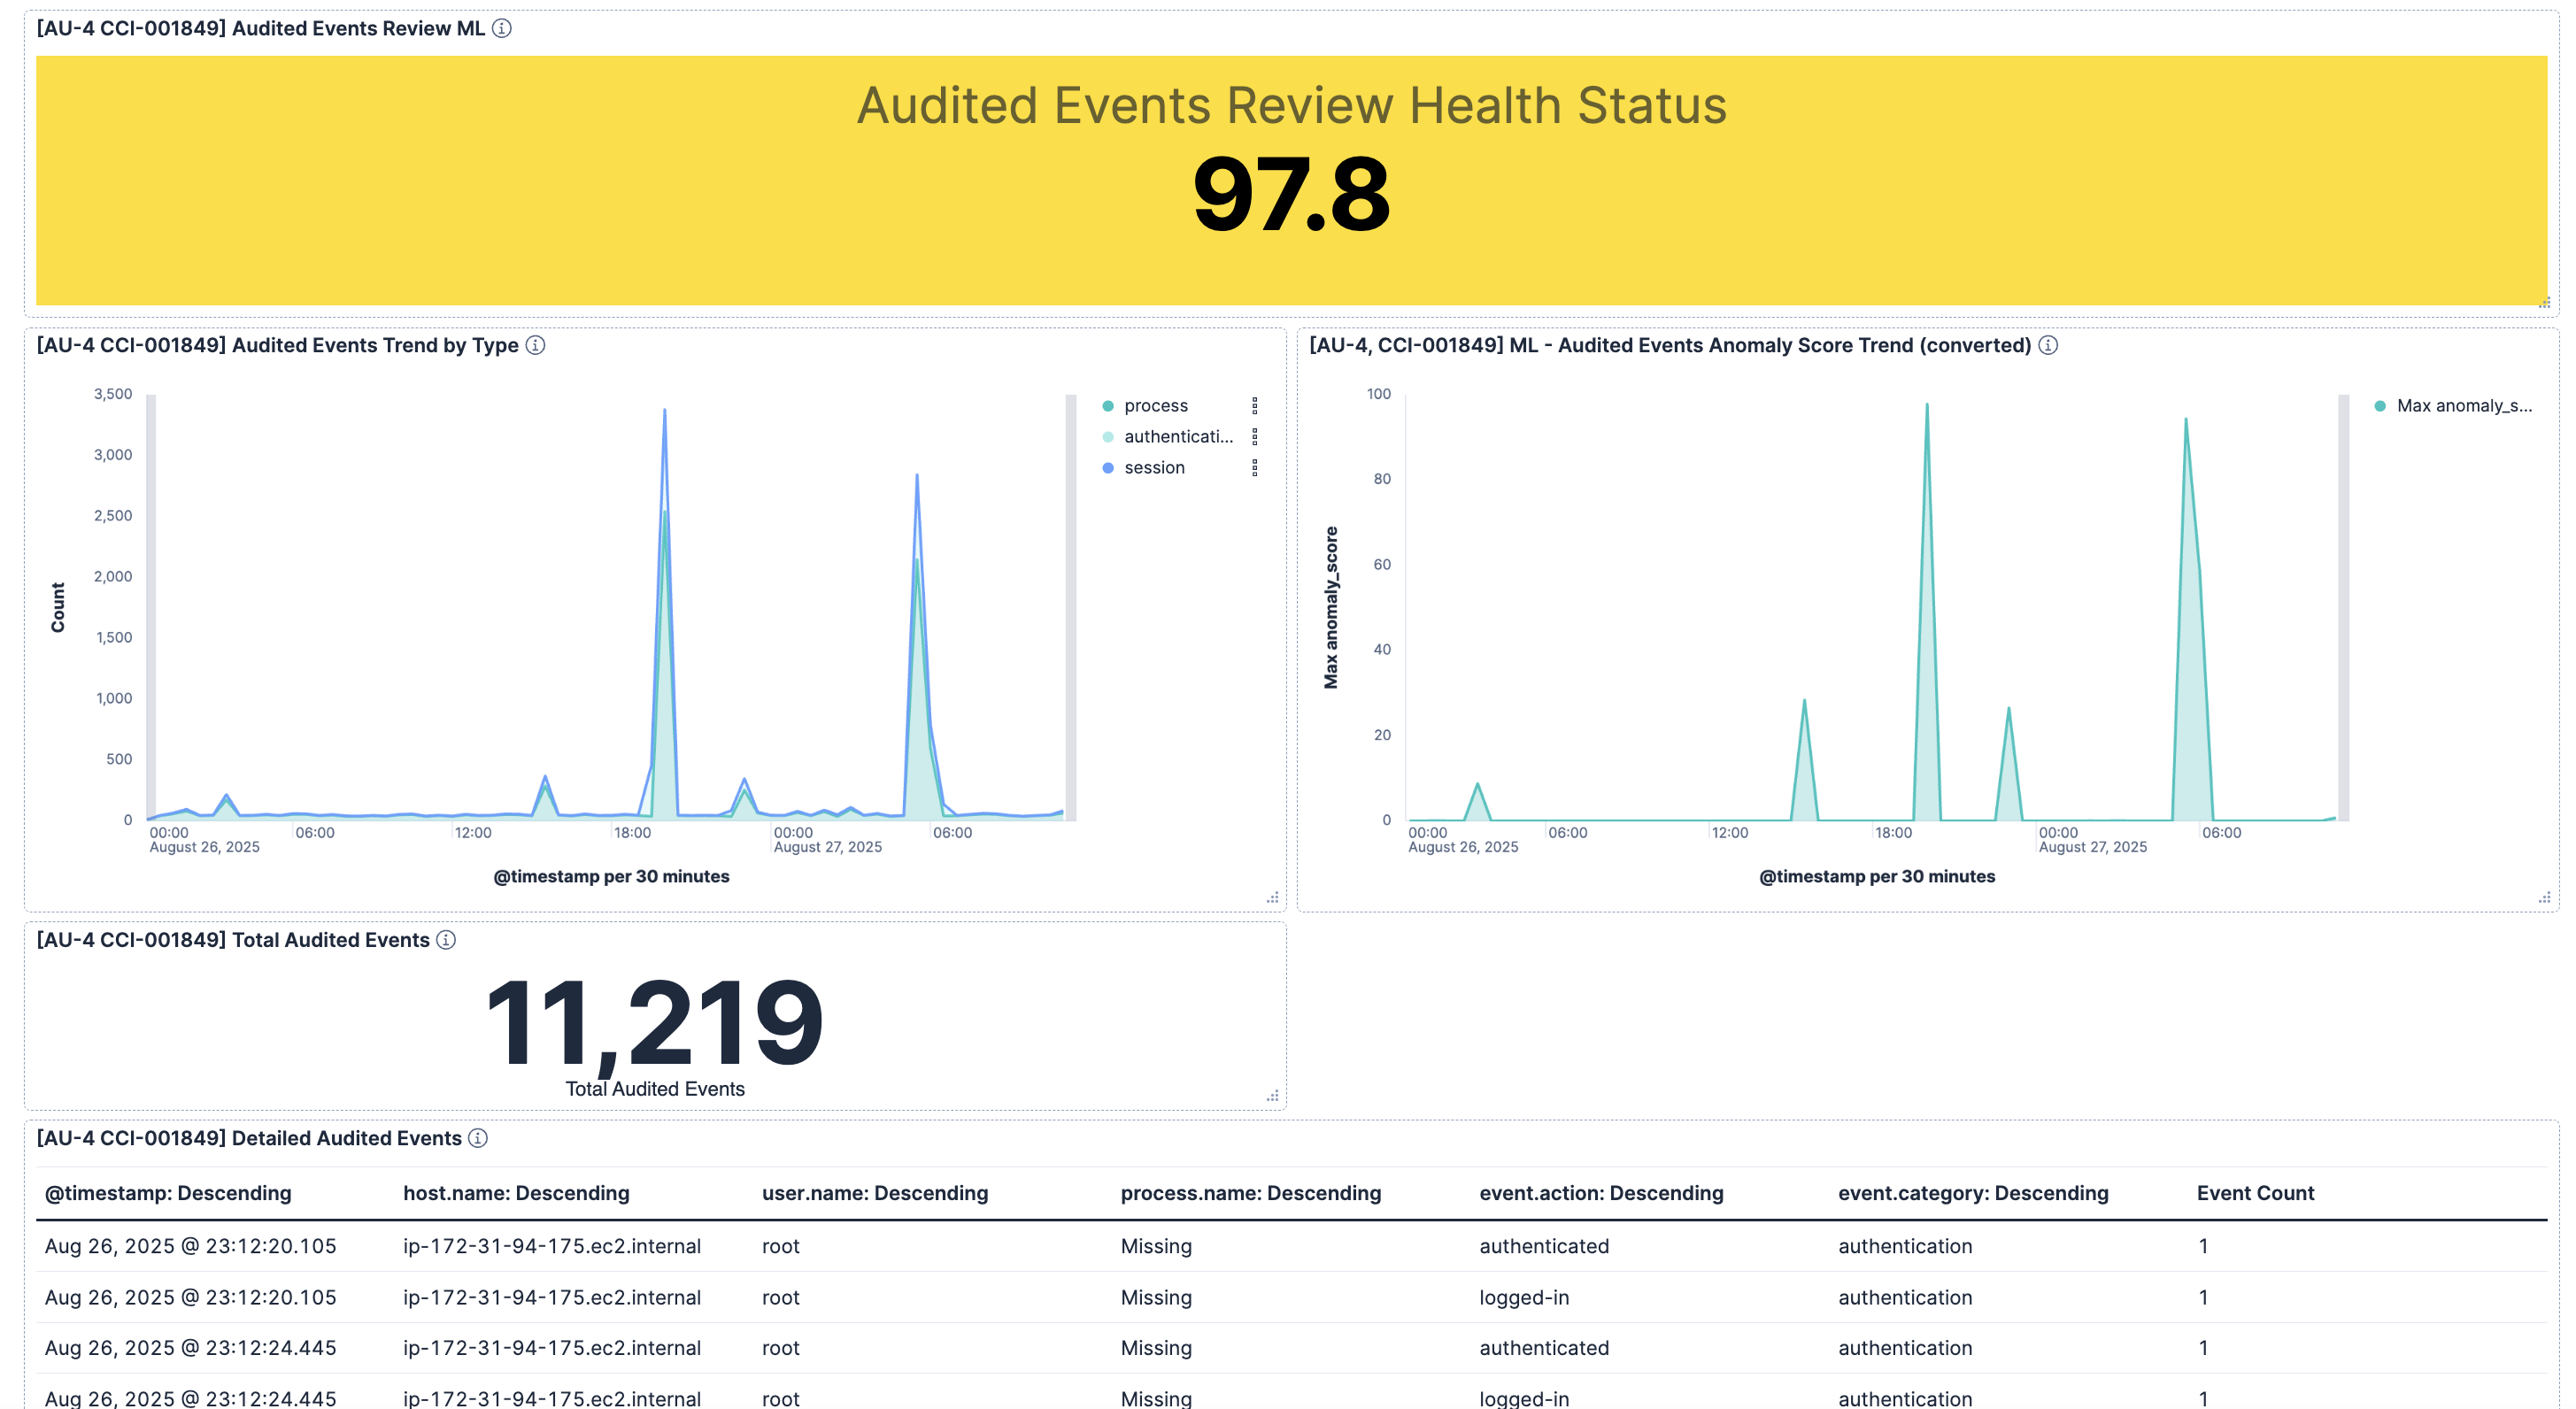 [AU-4 CCI-001849] Audited Events Review ML
Audited Events Review Health Status
97.8
[AU-4 CCI-001849] Audited Events Trend by Type
3,500
3,000
2,500
2,000
1,500
1,000
500
0
Count
00:00
August 26, 2025
06:00
12:00
18:00
00:00
August 27, 2025
06:00
@timestamp per 30 minutes
process
authenticati...
session
[AU-4, CCI-001849] ML - Audited Events Anomaly Score Trend (converted)
100
80
60
40
20
0
Max anomaly_score
00:00
August 26, 2025
06:00
12:00
18:00
00:00
August 27, 2025
06:00
@timestamp per 30 minutes
Max anomaly_s...
[AU-4 CCI-001849] Total Audited Events
11,219
Total Audited Events
[AU-4 CCI-001849] Detailed Audited Events
@timestamp: Descending host.name: Descending user.name: Descending process.name: Descending event.action: Descending event.category: Descending Event Count
Aug 26, 2025 @ 23:12:20.105 ip-172-31-94-175.ec2.internal root Missing authenticated authentication 1
Aug 26, 2025 @ 23:12:20.105 ip-172-31-94-175.ec2.internal root Missing logged-in authentication 1
Aug 26, 2025 @ 23:12:24.445 ip-172-31-94-175.ec2.internal root Missing authenticated authentication 1
Aug 26, 2025 @ 23:12:24.445 ip-172-31-94-175.ec2.internal root Missing logged-in authentication 1